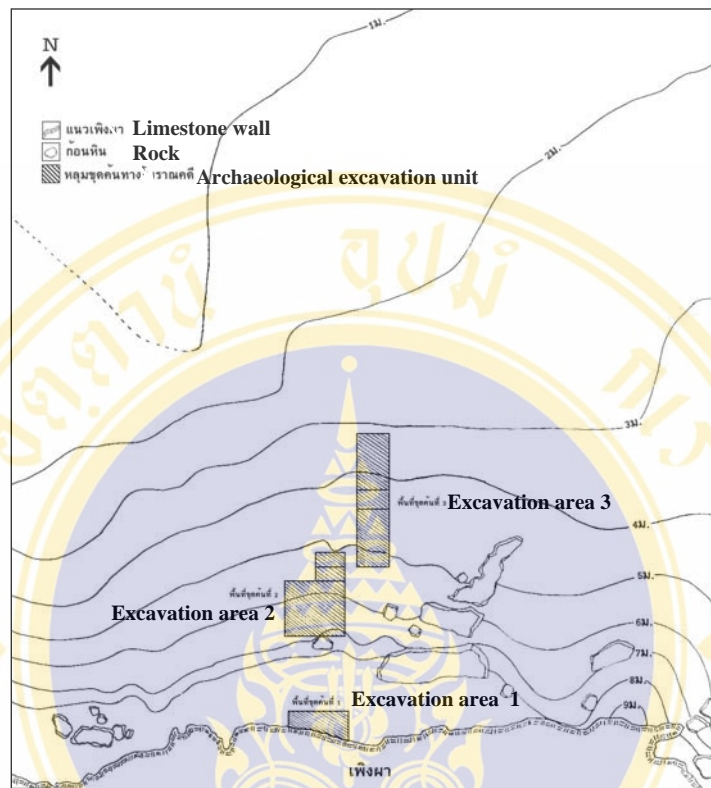 N
1ม.
2ม.
แนวเพิงผา Limestone wall
ก้อนหิน Rock
หลุมขุดค้นทางโบราณคดี Archaeological excavation unit
3ม.
พื้นที่ขุดค้นที่ 3 Excavation area 3
4ม.
5ม.
พื้นที่ขุดค้นที่ 2
Excavation area 2
6ม.
7ม.
8ม.
พื้นที่ขุดค้นที่ 1 Excavation area 1
9ม.
เพิงผา
อุปมํ